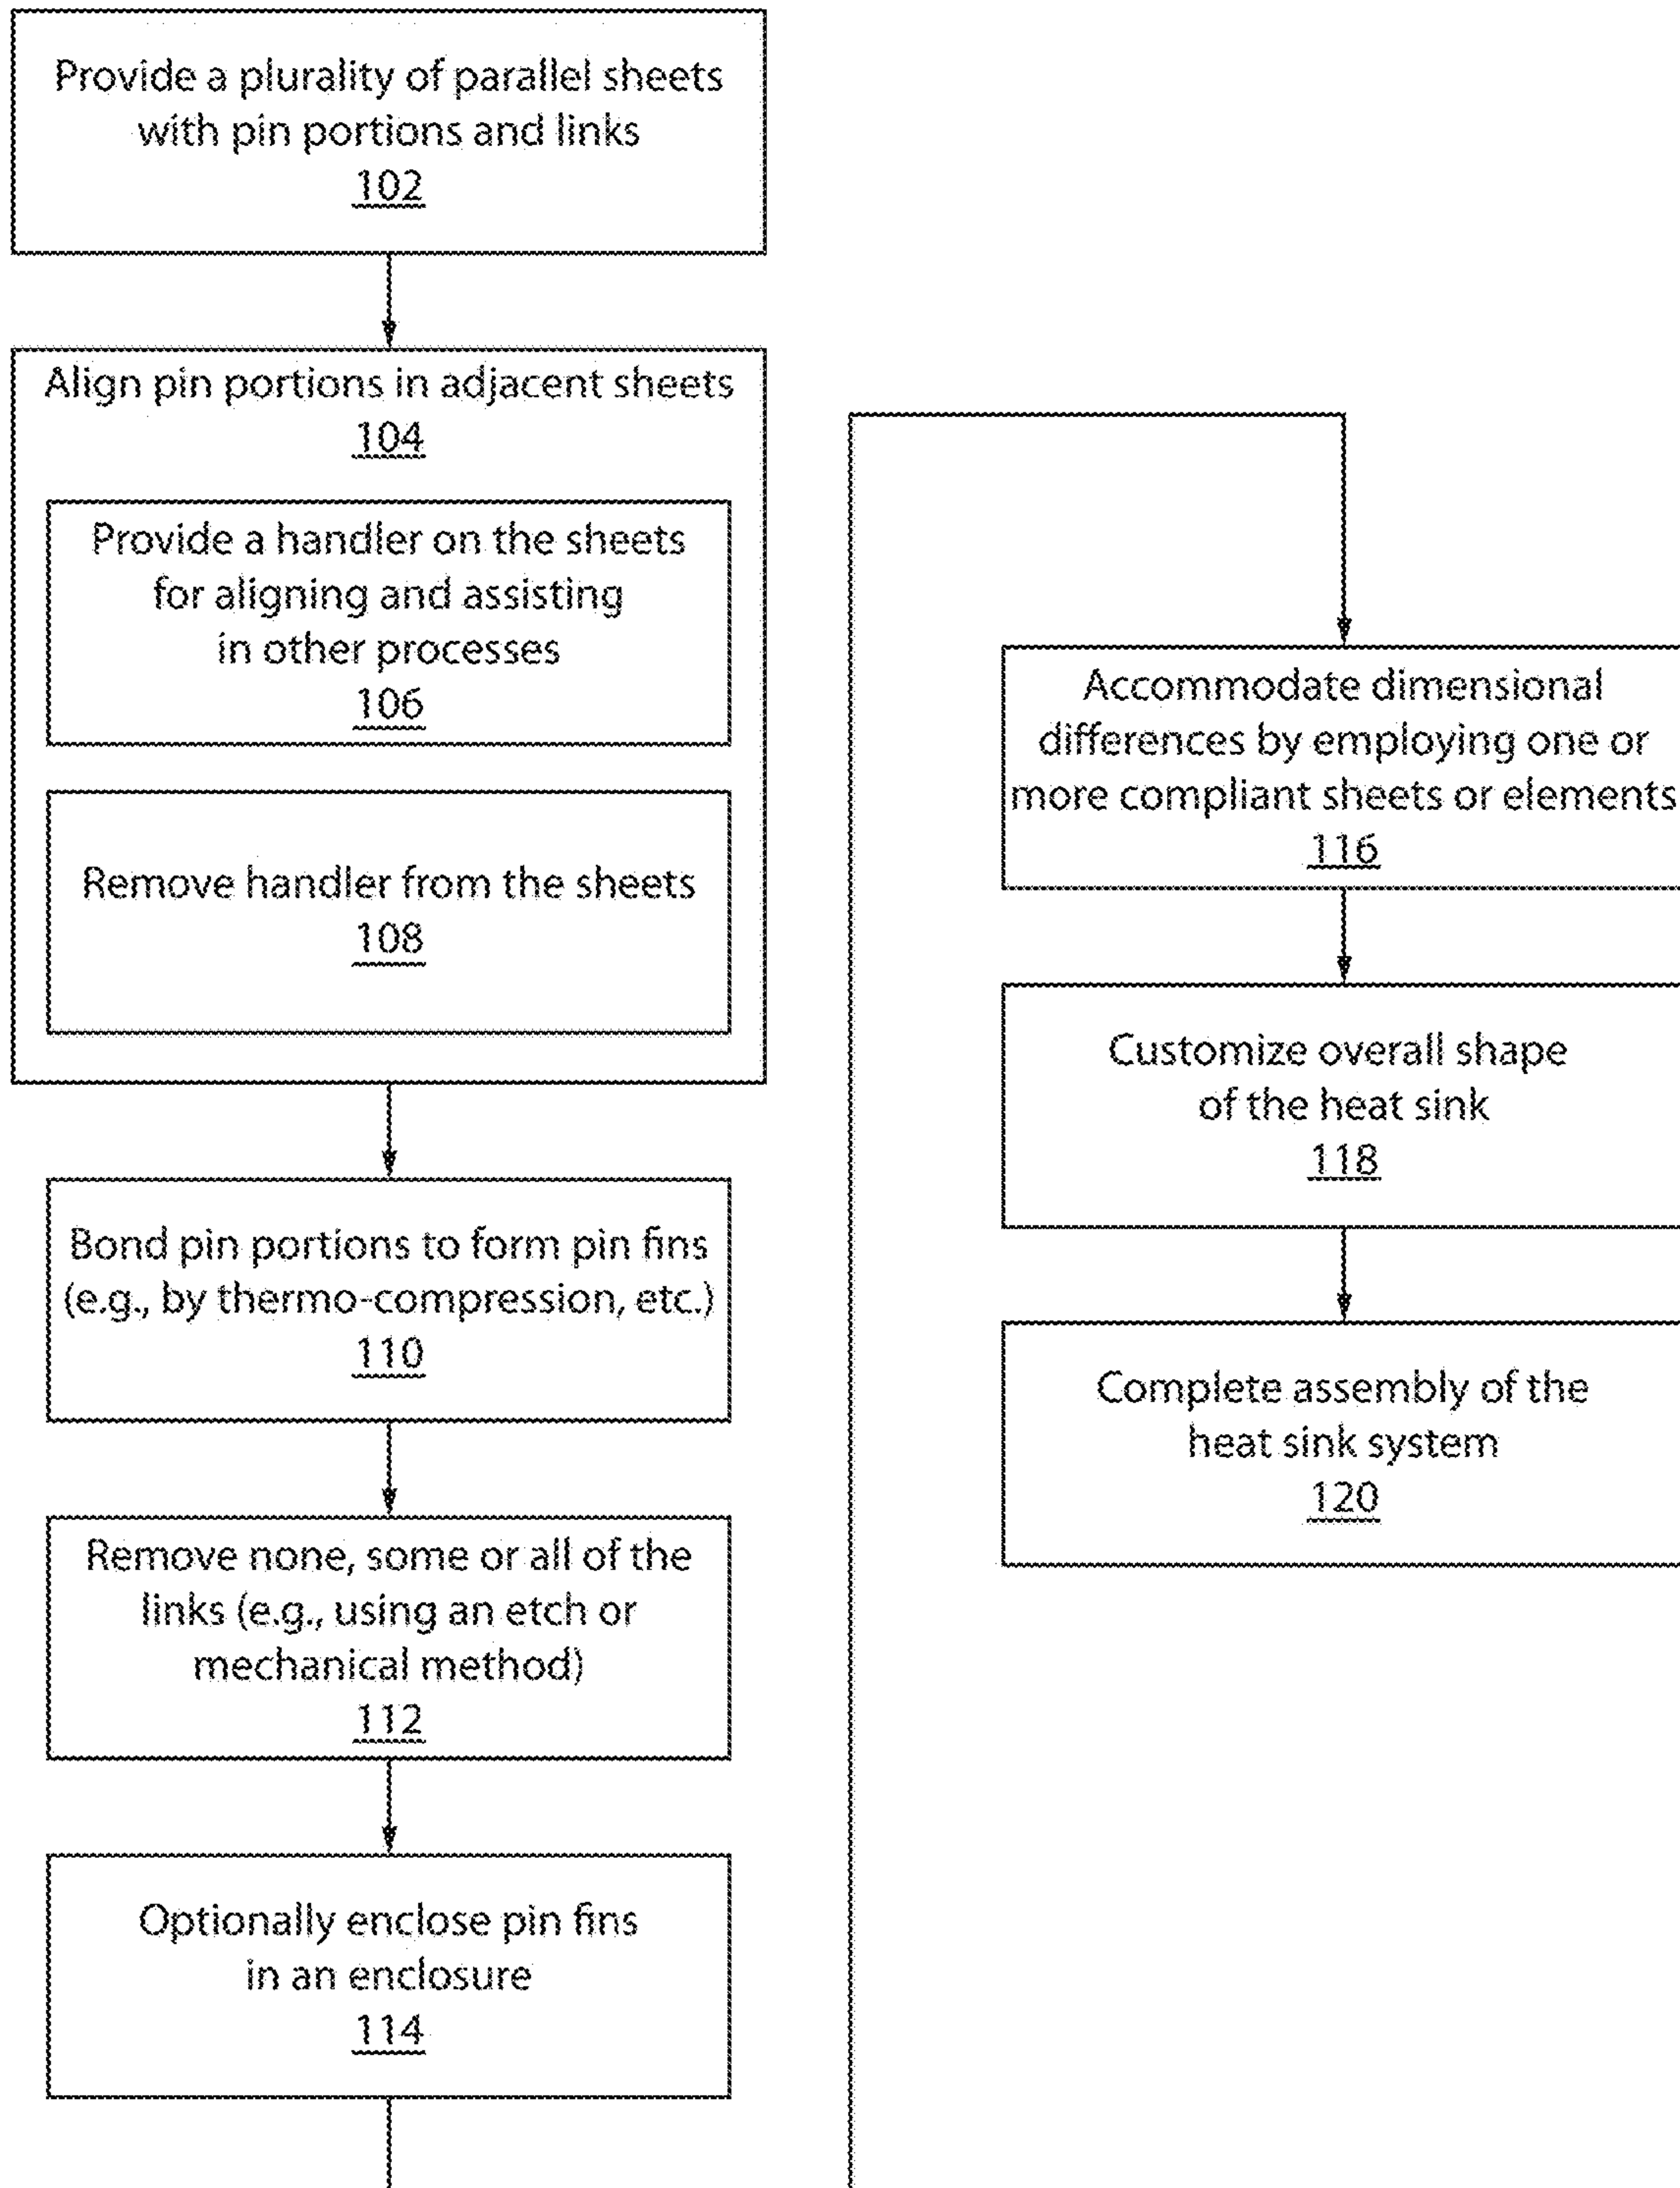 Provide a plurality of parallel sheets
with pin portions and links
102
Align pin portions in adjacent sheets
104
Provide a handler on the sheets
for aligning and assisting
in other processes
106
Remove handler from the sheets
108
Bond pin portions to form pin fins
(e.g., by thermo-compression, etc.)
110
Remove none, some or all of the
links (e.g., using an etch or
mechanical method)
112
Optionally enclose pin fins
in an enclosure
114
Accommodate dimensional
differences by employing one or
more compliant sheets or elements
116
Customize overall shape
of the heat sink
118
Complete assembly of the
heat sink system
120